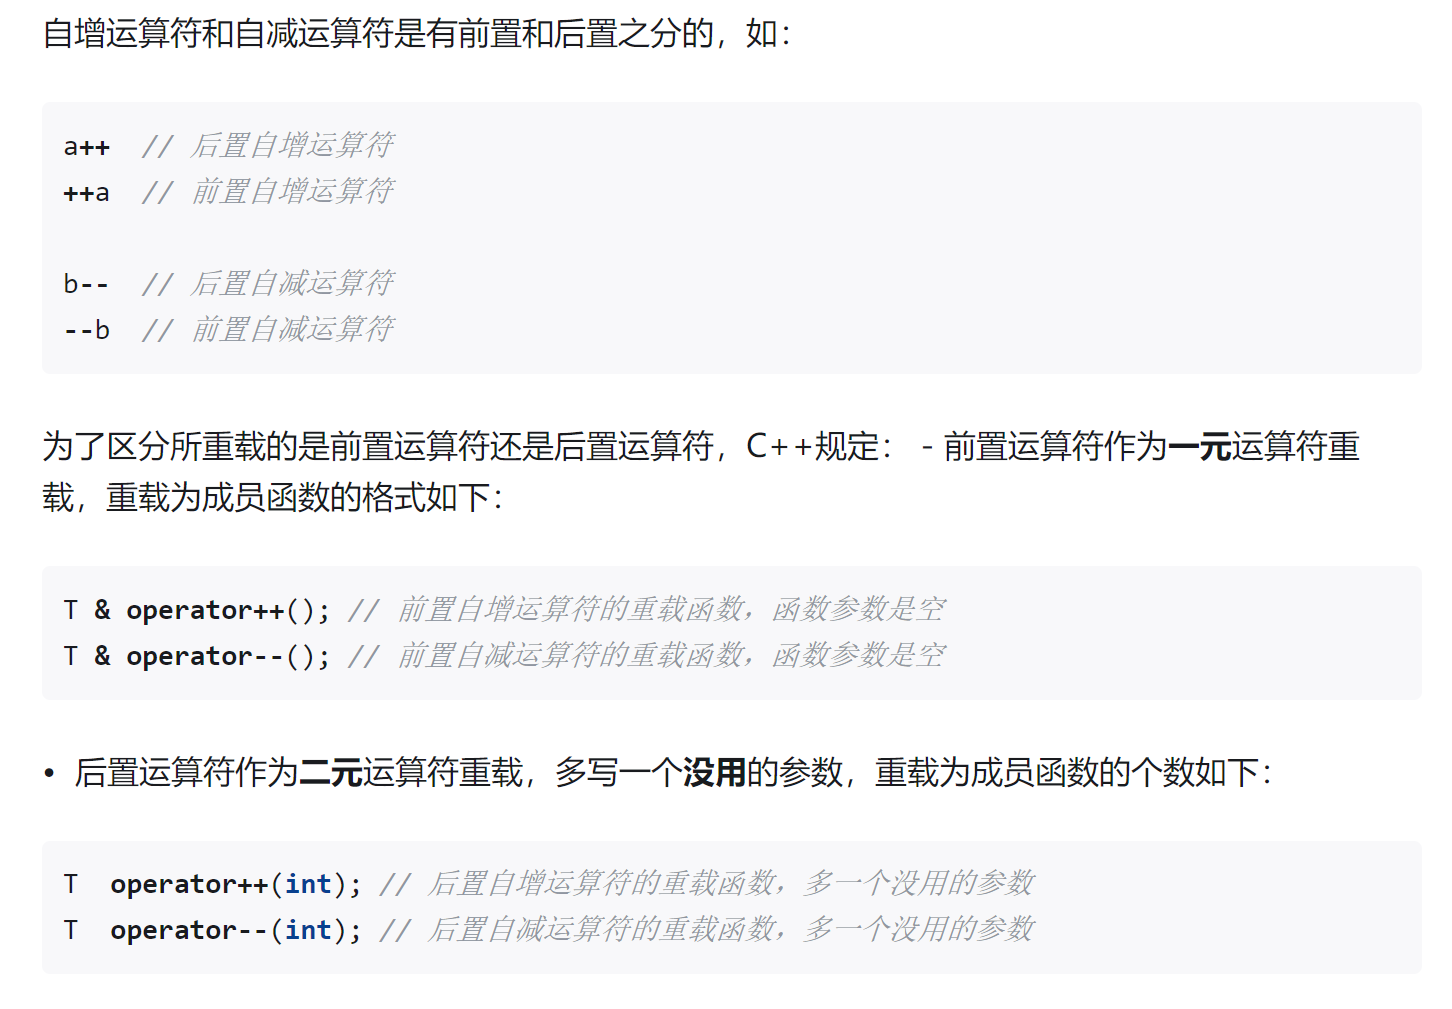 自增运算符和自减运算符是有前置和后置之分的，如：
a++  // 后置自增运算符
++a  // 前置自增运算符
b--  // 后置自减运算符
--b  // 前置自减运算符
为了区分所重载的是前置运算符还是后置运算符，C++规定： - 前置运算符作为一元运算符重
载，重载为成员函数的格式如下：
T & operator++(); // 前置自增运算符的重载函数，函数参数是空
T & operator--(); // 前置自减运算符的重载函数，函数参数是空
• 后置运算符作为二元运算符重载，多写一个没用的参数，重载为成员函数的个数如下：
T  operator++(int); // 后置自增运算符的重载函数，多一个没用的参数
T  operator--(int); // 后置自减运算符的重载函数，多一个没用的参数